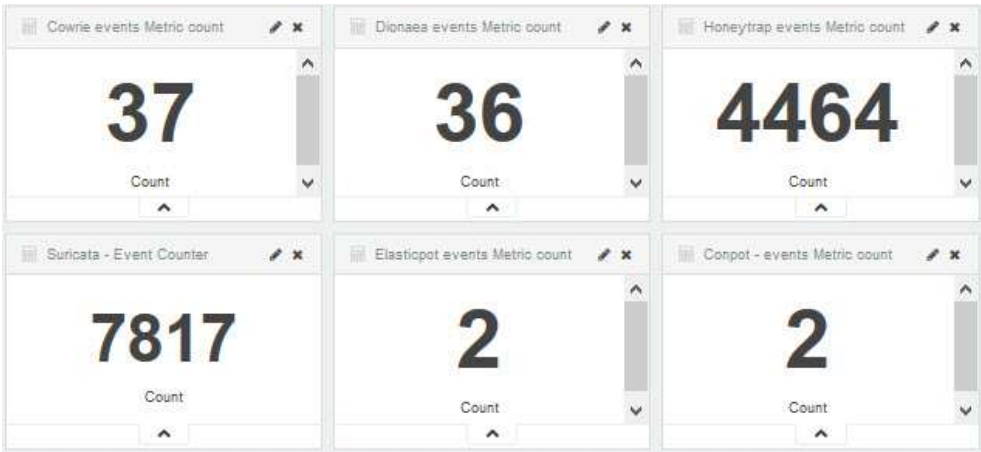 Cowrie events Metric count
37
Count
Dionaea events Metric count
36
Count
Honeytrap events Metric count
4464
Count
Suricata - Event Counter
7817
Count
Elasticpot events Metric count
2
Count
Conpot - events Metric count
2
Count